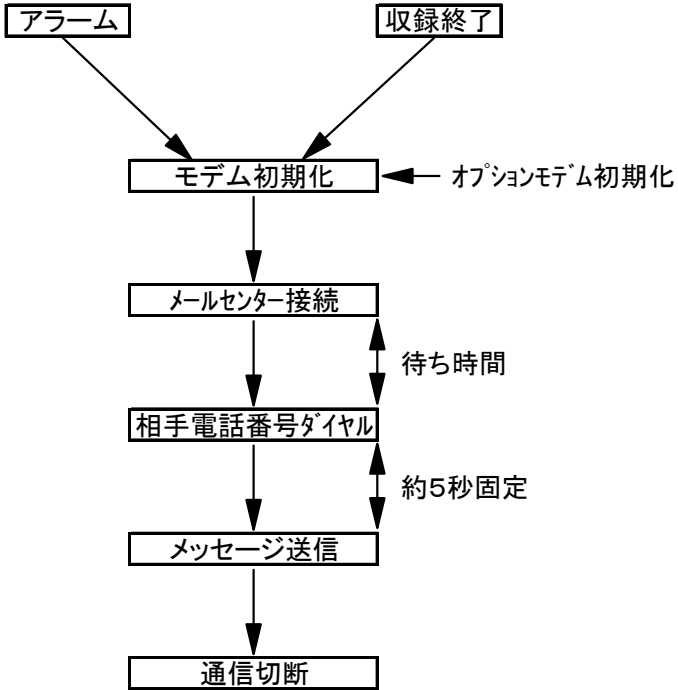 アラーム
収録終了
モデム初期化
ｵﾌﾟｼｮﾝﾓﾃﾞﾑ初期化
ﾒｰﾙｾﾝﾀｰ接続
待ち時間
相手電話番号ﾀﾞｲﾔﾙ
約５秒固定
メッセージ送信
通信切断